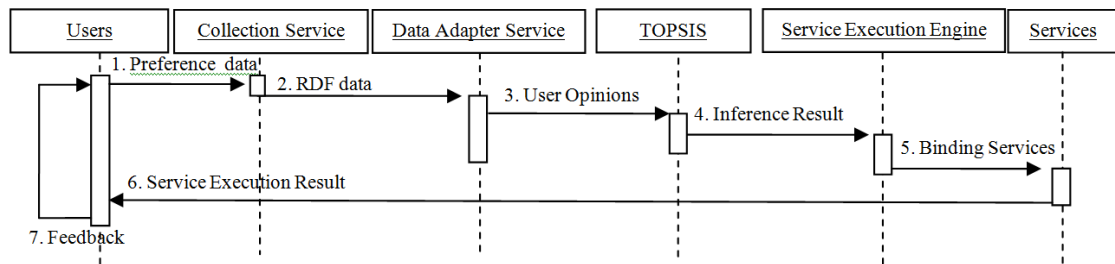 Users
Collection Service
Data Adapter Service
TOPSIS
Service Execution Engine
Services
1. Preference data
2. RDF data
3. User Opinions
4. Inference Result
5. Binding Services
6. Service Execution Result
7. Feedback